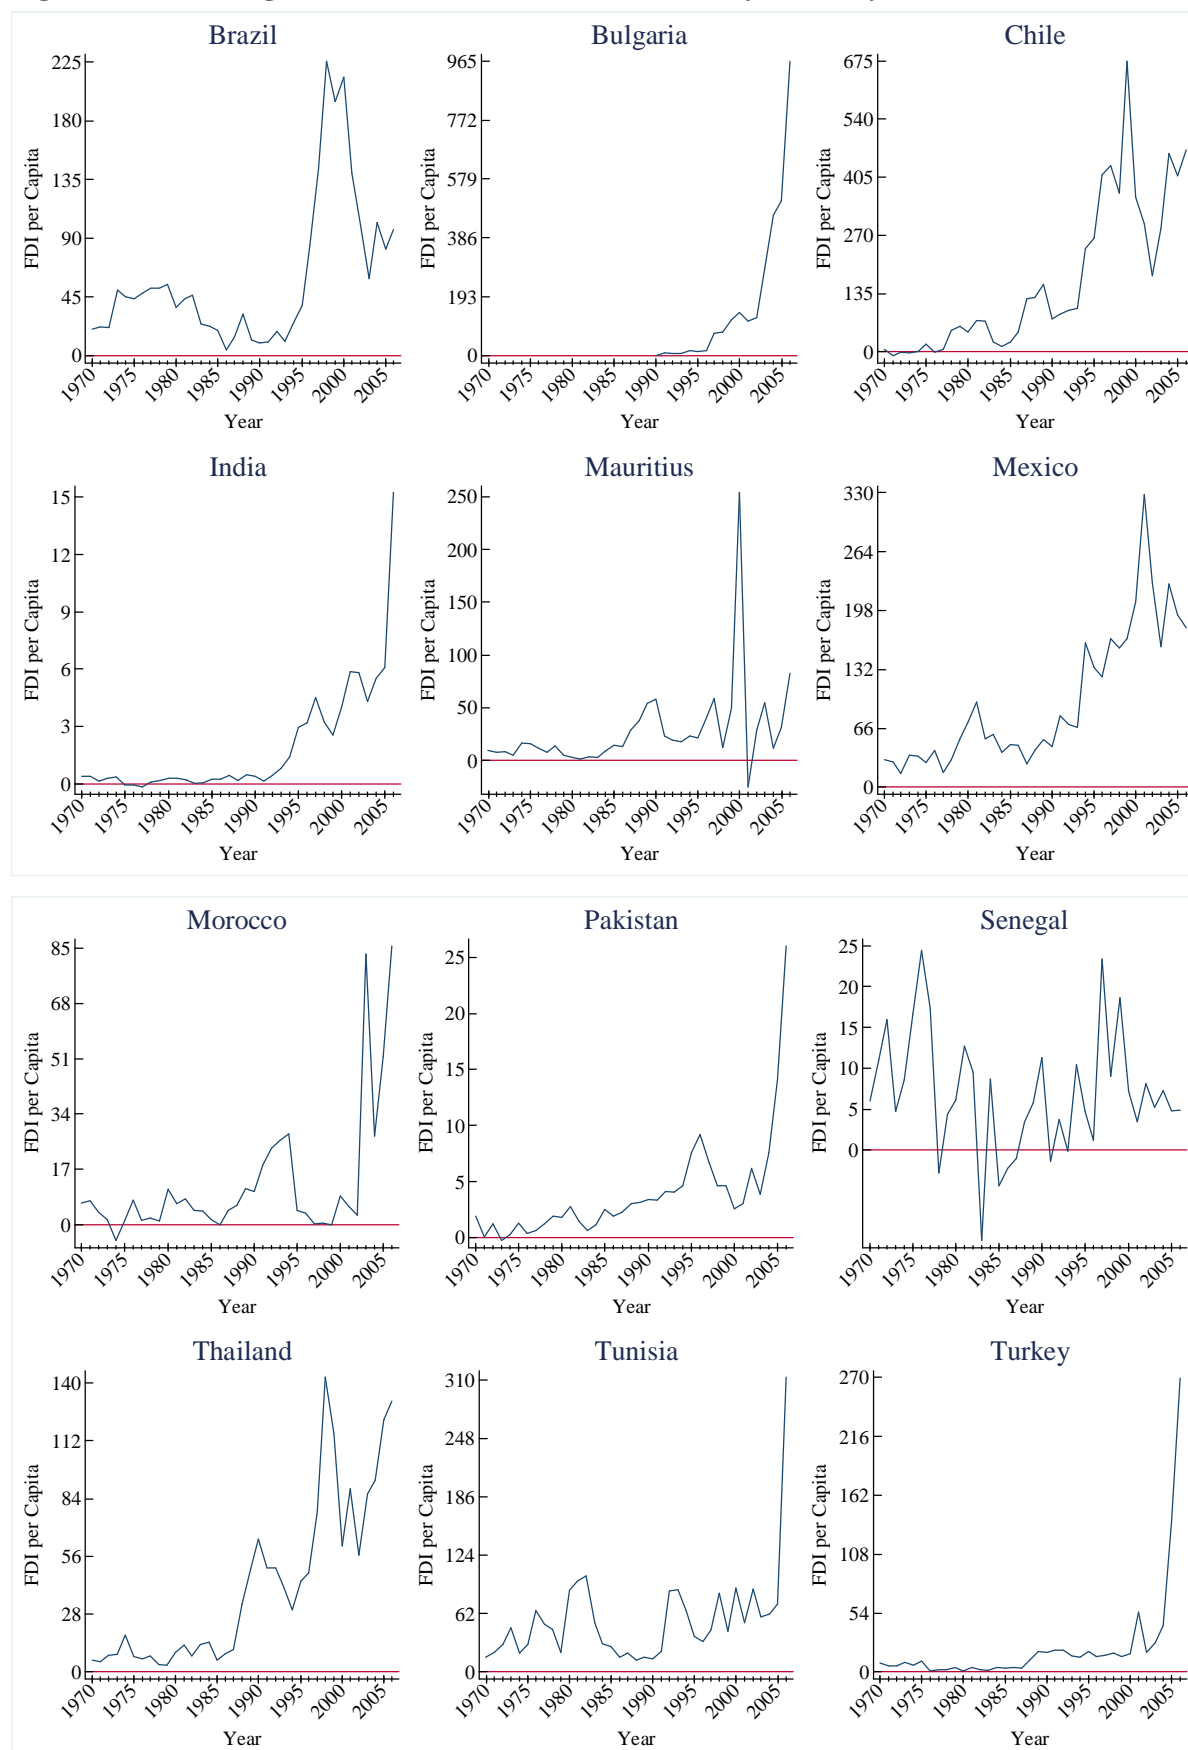 Brazil
225
180
135
90
45
0
FDI per Capita
1970 1975 1980 1985 1990 1995 2000 2005
Year
Bulgaria
965
772
579
386
193
0
FDI per Capita
1970 1975 1980 1985 1990 1995 2000 2005
Year
Chile
675
540
405
270
135
0
FDI per Capita
1970 1975 1980 1985 1990 1995 2000 2005
Year
India
15
12
9
6
3
0
FDI per Capita
1970 1975 1980 1985 1990 1995 2000 2005
Year
Mauritius
250
200
150
100
50
0
FDI per Capita
1970 1975 1980 1985 1990 1995 2000 2005
Year
Mexico
330
264
198
132
66
0
FDI per Capita
1970 1975 1980 1985 1990 1995 2000 2005
Year
Morocco
85
68
51
34
17
0
FDI per Capita
1970 1975 1980 1985 1990 1995 2000 2005
Year
Pakistan
25
20
15
10
5
0
FDI per Capita
1970 1975 1980 1985 1990 1995 2000 2005
Year
Senegal
25
20
15
10
5
0
FDI per Capita
1970 1975 1980 1985 1990 1995 2000 2005
Year
Thailand
140
112
84
56
28
0
FDI per Capita
1970 1975 1980 1985 1990 1995 2000 2005
Year
Tunisia
310
248
186
124
62
0
FDI per Capita
1970 1975 1980 1985 1990 1995 2000 2005
Year
Turkey
270
216
162
108
54
0
FDI per Capita
1970 1975 1980 1985 1990 1995 2000 2005
Year